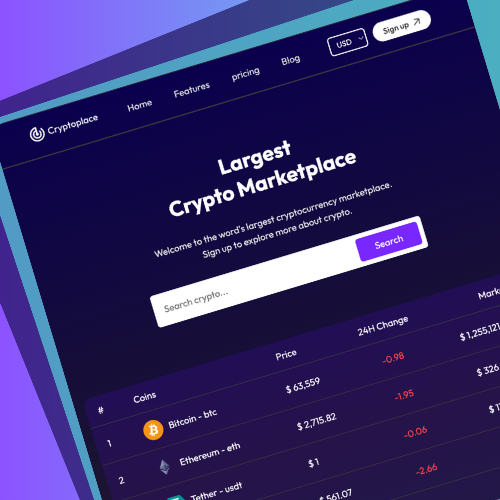 Cryptoplace
Home Features pricing Blog
USD
Sign up
Largest
Crypto Marketplace
Welcome to the word's largest cryptocurrency marketplace.
Sign up to explore more about crypto.
Search crypto...
Search
# Coins Price 24H Change Mark
1 Bitcoin - btc $ 63,559 -0.98 $ 1,255,121
2 Ethereum - eth $ 2,715.82 -1.95 $ 326
Tether - usdt $ 1 -0.06
$ 561.07 -2.66